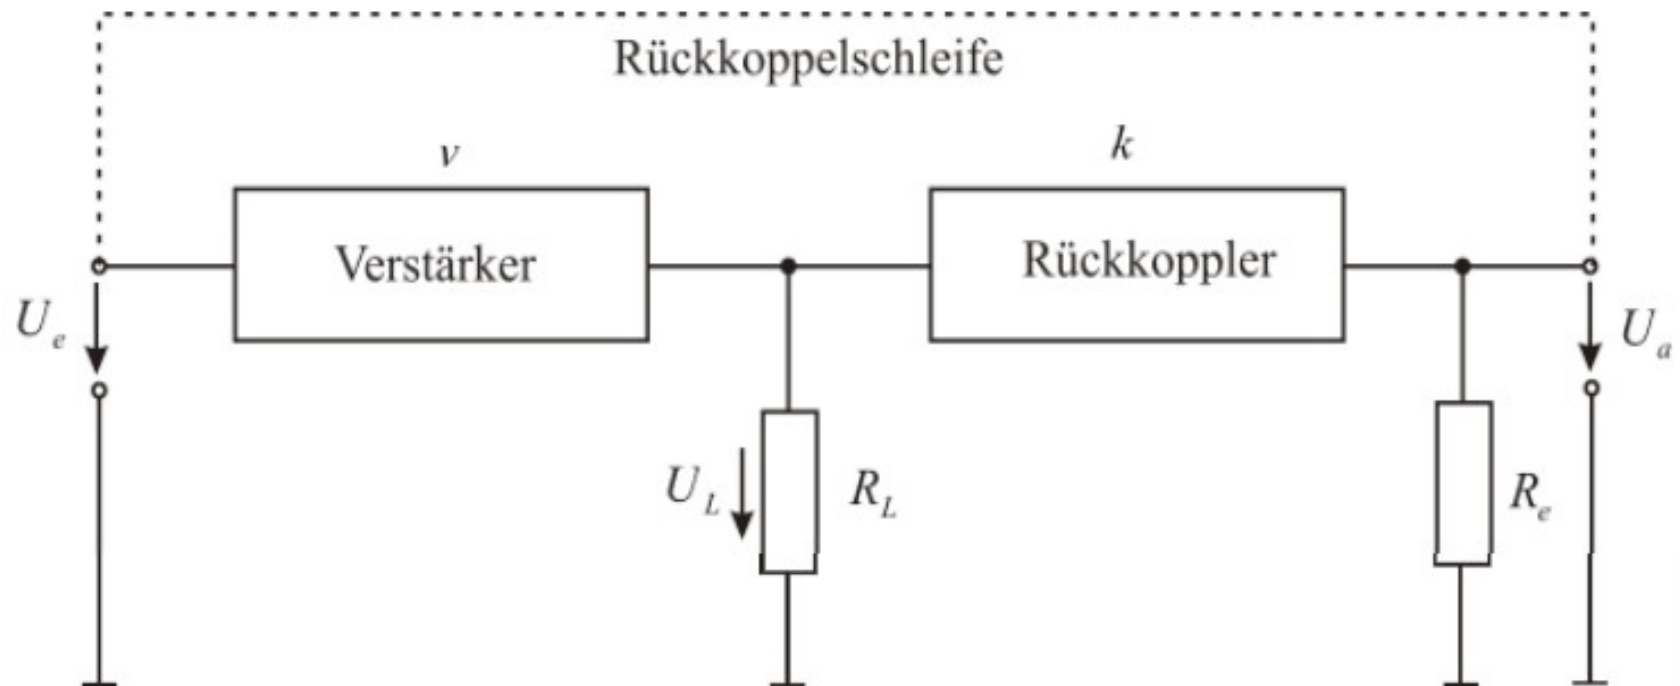 Rückkoppelschleife
v
k
Verstärker
Rückkoppler
U_e
U_a
U_L
R_L
R_e